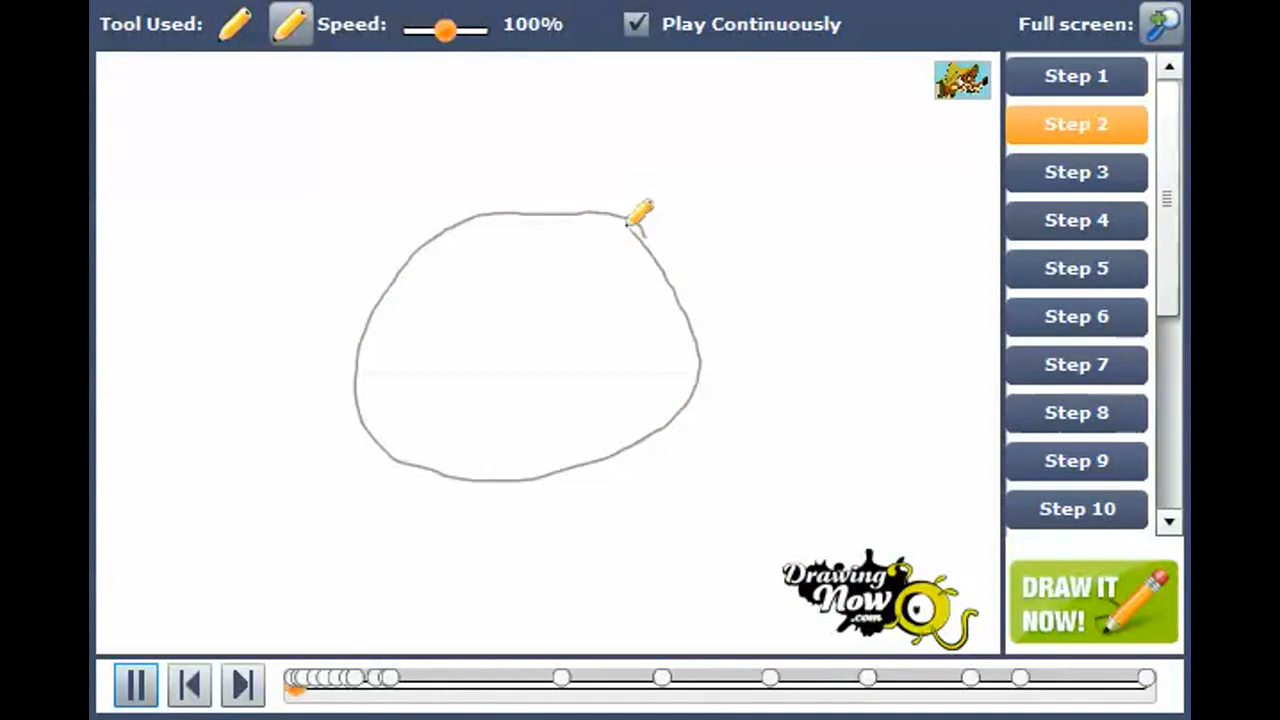 Tool Used: Speed: 100% Play Continuously Full screen:
Step 1
Step 2
Step 3
Step 4
Step 5
Step 6
Step 7
Step 8
Step 9
Step 10
Drawing
Now
.com
DRAW IT
NOW!